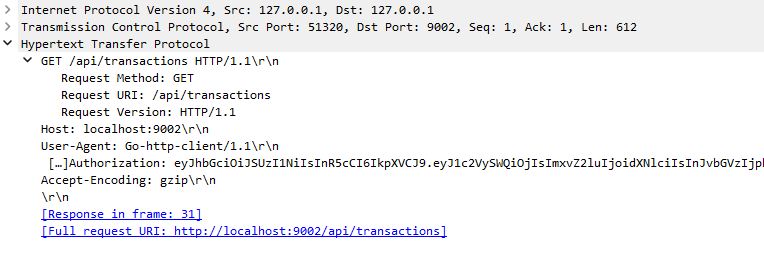 Internet Protocol Version 4, Src: 127.0.0.1, Dst: 127.0.0.1
Transmission Control Protocol, Src Port: 51320, Dst Port: 9002, Seq: 1, Ack: 1, Len: 612
Hypertext Transfer Protocol
GET /api/transactions HTTP/1.1\r\n
Request Method: GET
Request URI: /api/transactions
Request Version: HTTP/1.1
Host: localhost:9002\r\n
User-Agent: Go-http-client/1.1\r\n
[…]Authorization: eyJhbGciOiJSUzI1NiIsInR5cCI6IkpXVCJ9.eyJ1c2VySWQiOjIsImxvZ2luIjoidXNlciIsInJvbGVzIjpb
Accept-Encoding: gzip\r\n
\r\n
[Response in frame: 31]
[Full request URI: http://localhost:9002/api/transactions]